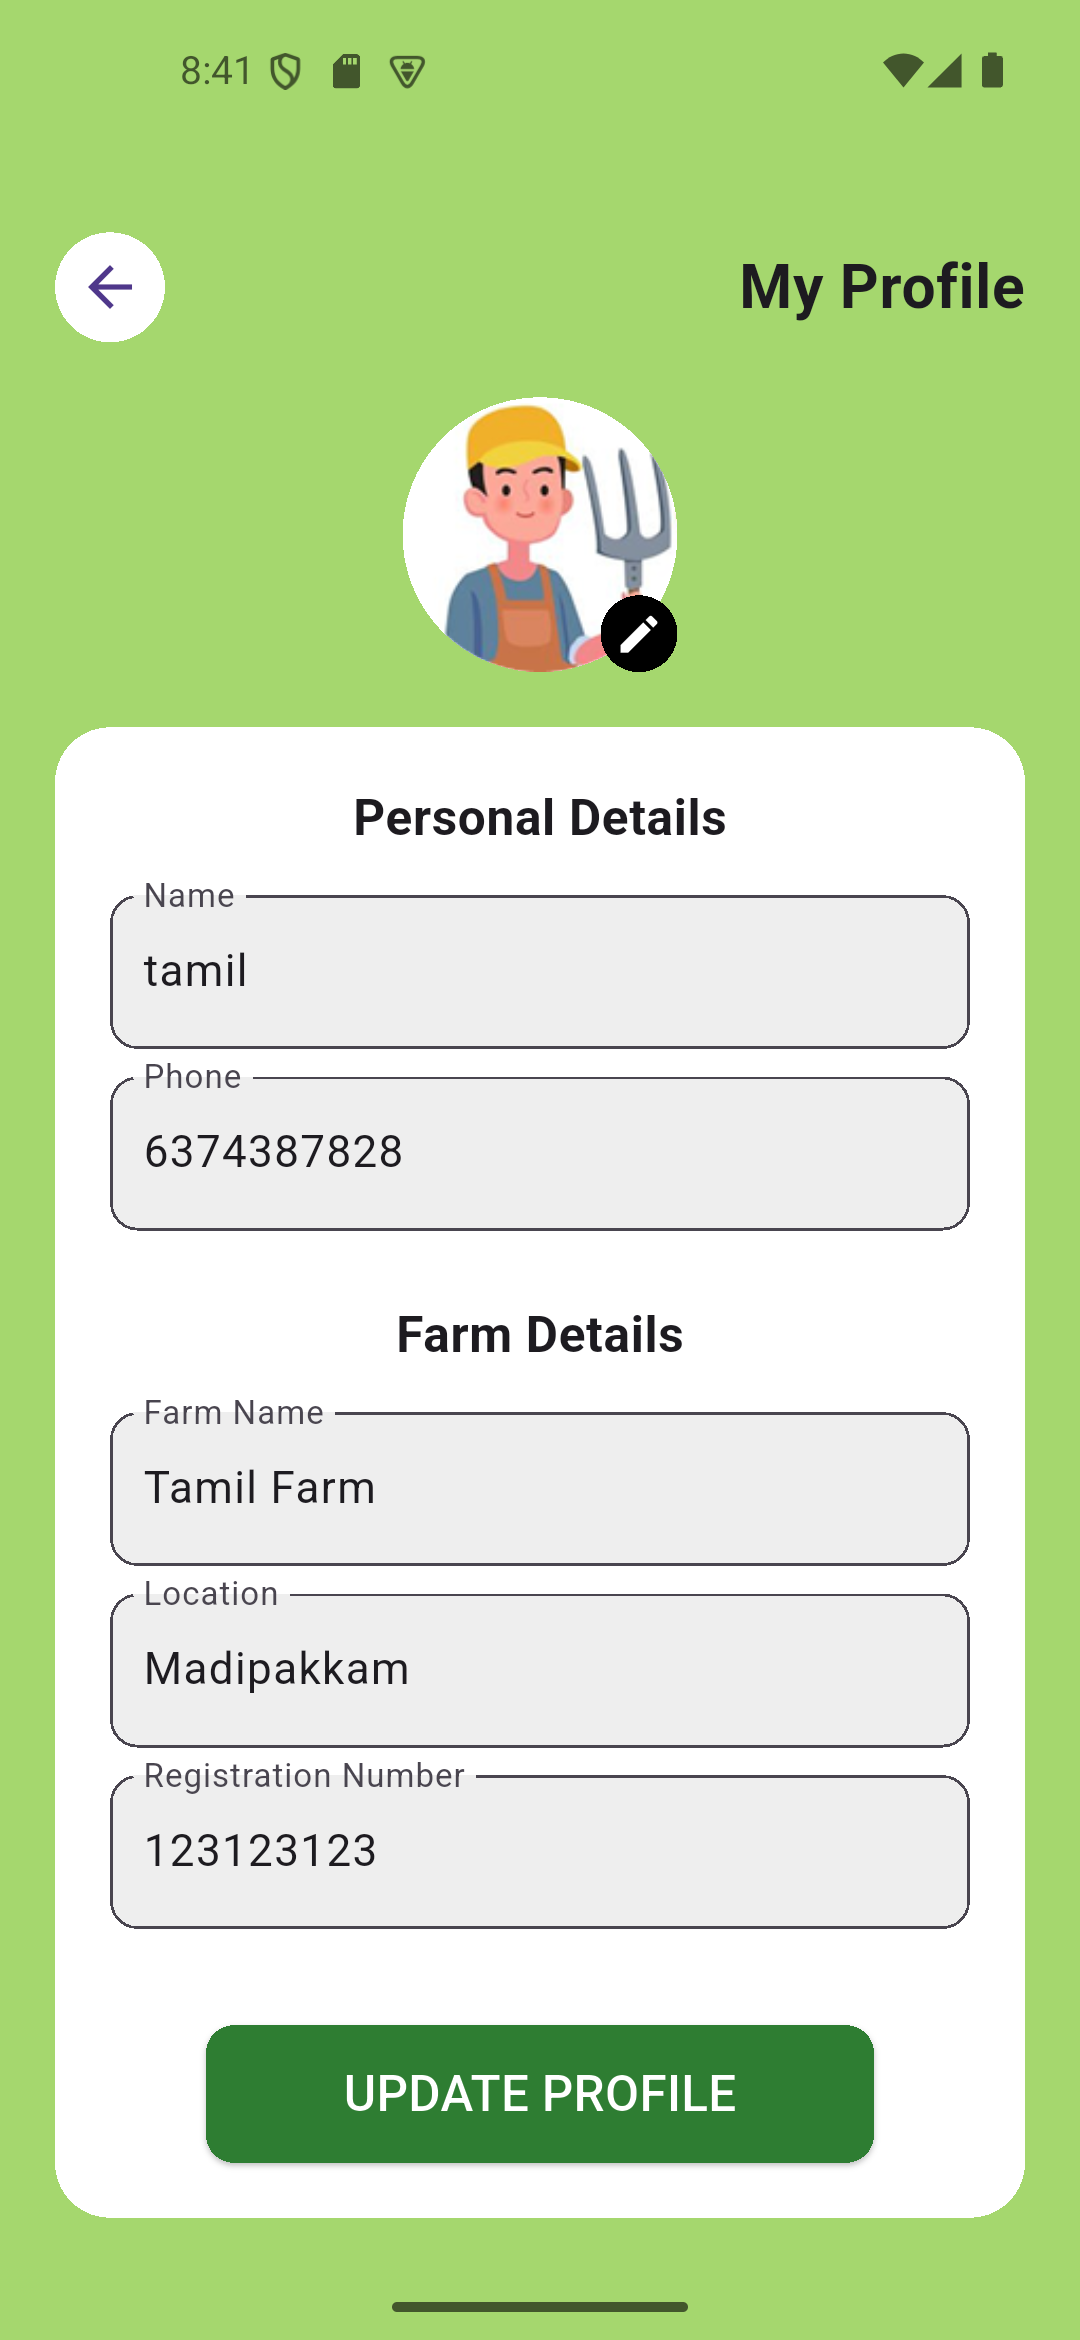 8:41
My Profile
Personal Details
Name
tamil
Phone
6374387828
Farm Details
Farm Name
Tamil Farm
Location
Madipakkam
Registration Number
123123123
UPDATE PROFILE